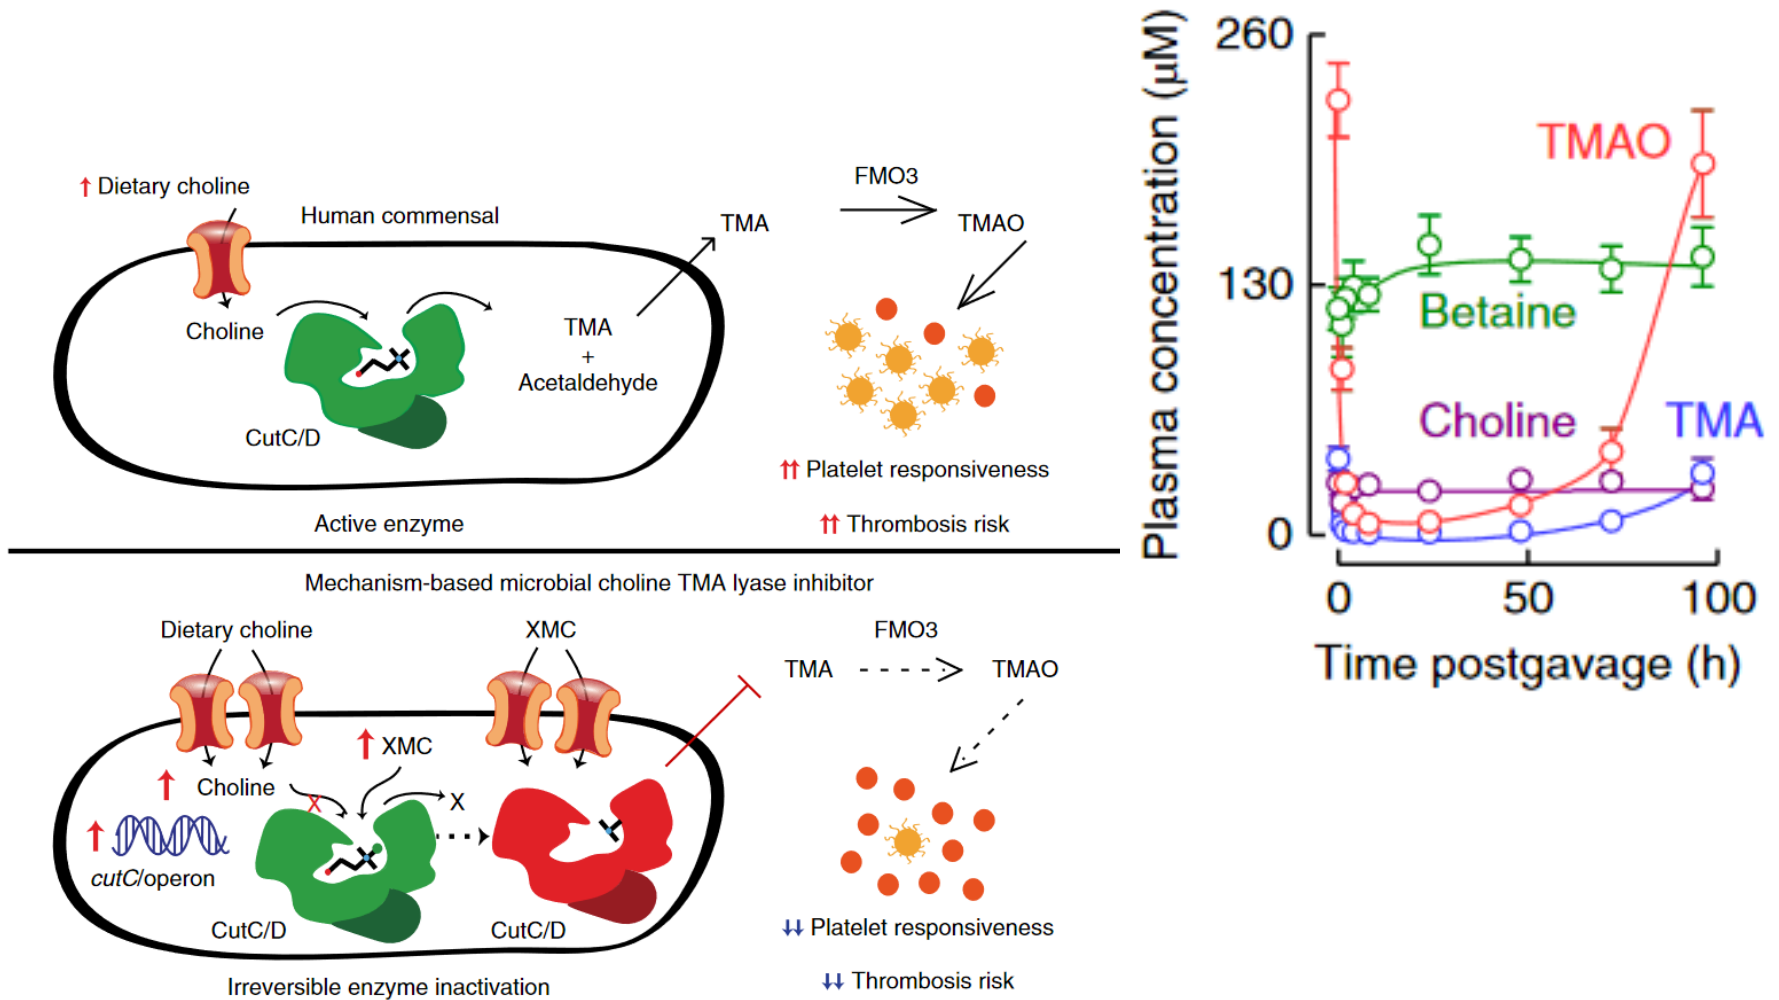 ↑ Dietary choline
Human commensal
Choline
CutC/D
TMA
+
Acetaldehyde
Active enzyme
TMA
FMO3
TMAO
↑↑ Platelet responsiveness
↑↑ Thrombosis risk
Mechanism-based microbial choline TMA lyase inhibitor
Dietary choline
XMC
↑ XMC
↑ Choline
X
X
↑
cutC/operon
CutC/D
CutC/D
Irreversible enzyme inactivation
FMO3
TMA
TMAO
↓↓ Platelet responsiveness
↓↓ Thrombosis risk
Plasma concentration (μM)
260
130
0
TMAO
Betaine
Choline
TMA
0
50
100
Time postgavage (h)